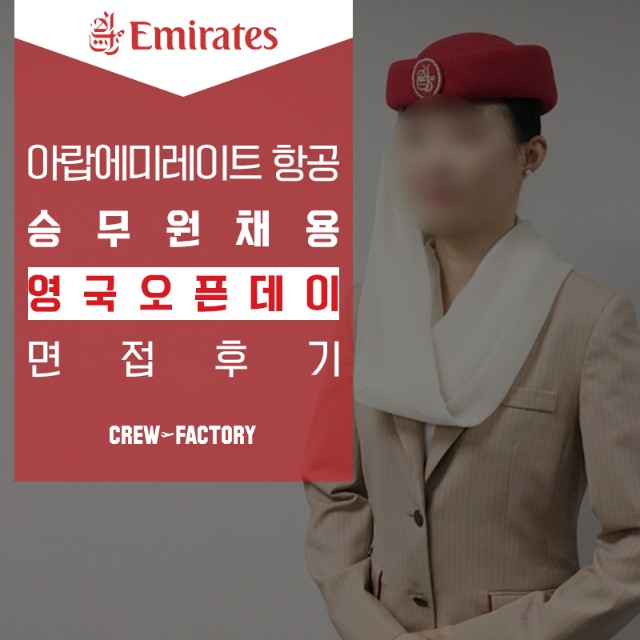 Emirates
아랍에미레이트 항공
승무원채용
영국오픈데이
면접후기
CREW FACTORY